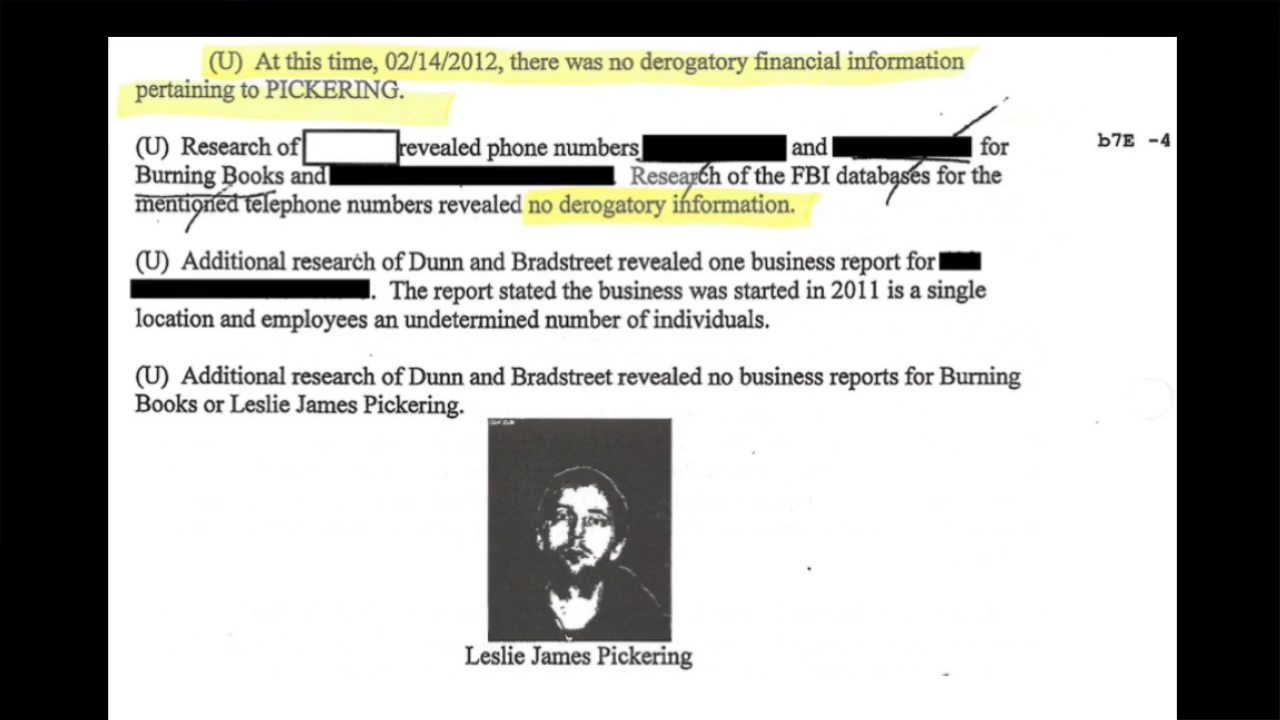 (U) At this time, 02/14/2012, there was no derogatory financial information
pertaining to PICKERING.
(U) Research of revealed phone numbers and for
b7E -4
Burning Books and . Research of the FBI databases for the
mentioned telephone numbers revealed no derogatory information.
(U) Additional research of Dunn and Bradstreet revealed one business report for
. The report stated the business was started in 2011 is a single
location and employees an undetermined number of individuals.
(U) Additional research of Dunn and Bradstreet revealed no business reports for Burning
Books or Leslie James Pickering.
Leslie James Pickering